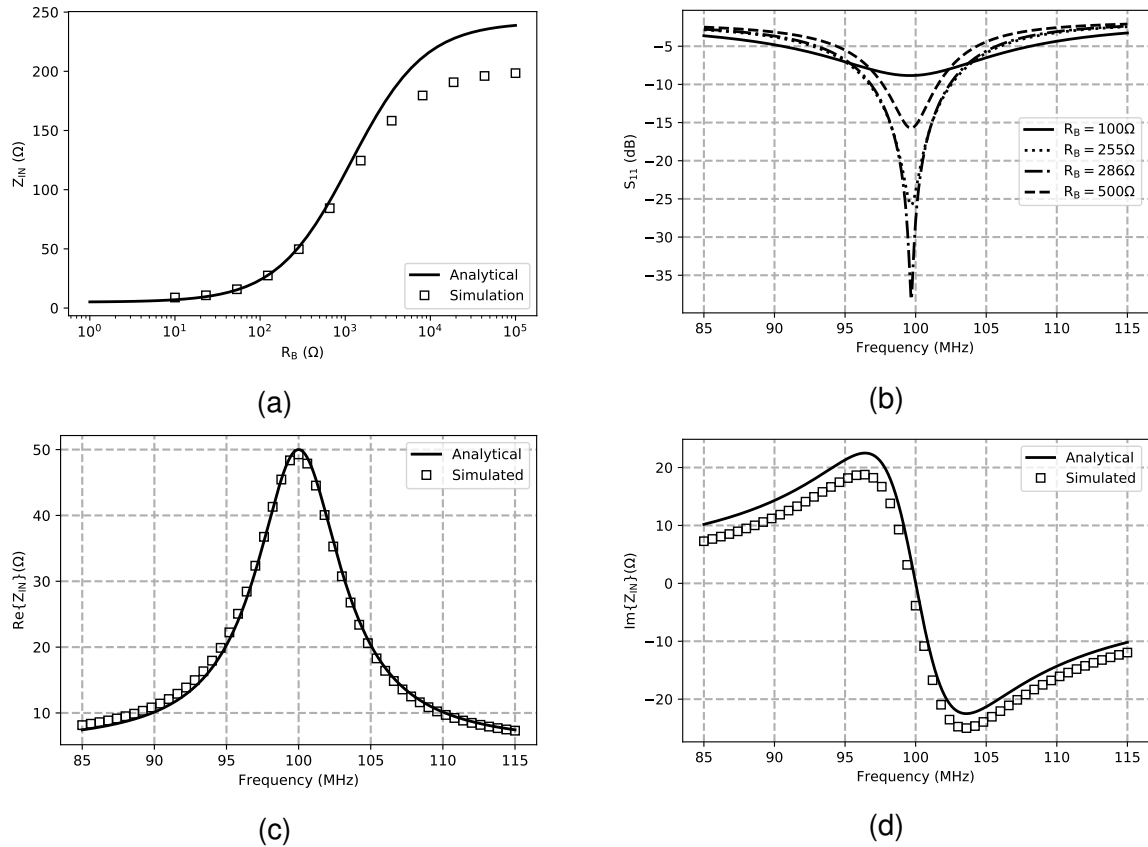 250
200
150
100
50
0
Z_IN (Ω)
10^0 10^1 10^2 10^3 10^4 10^5
R_B (Ω)
Analytical
Simulation
(a)
−5
−10
−15
−20
−25
−30
−35
S_11 (dB)
R_B = 100Ω
R_B = 255Ω
R_B = 286Ω
R_B = 500Ω
85 90 95 100 105 110 115
Frequency (MHz)
(b)
50
40
30
20
10
Re{Z_IN}(Ω)
Analytical
Simulated
85 90 95 100 105 110 115
Frequency (MHz)
(c)
20
10
0
−10
−20
Im{Z_IN}(Ω)
Analytical
Simulated
85 90 95 100 105 110 115
Frequency (MHz)
(d)